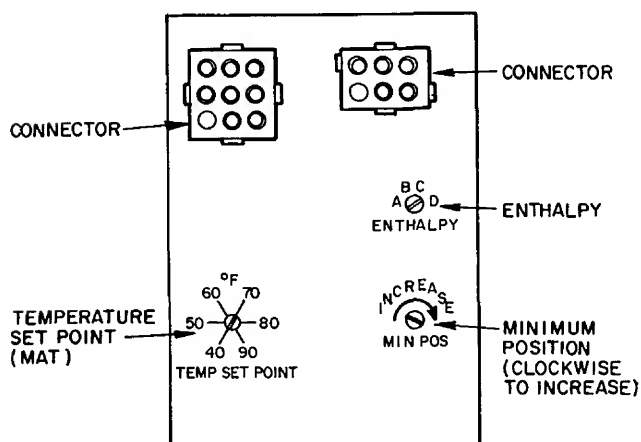 CONNECTOR
CONNECTOR
B C
A D
ENTHALPY
ENTHALPY
°F
60 70
50 80
40 90
TEMP SET POINT
TEMPERATURE
SET POINT
(MAT)
INCREASE
MIN POS
MINIMUM
POSITION
(CLOCKWISE
TO INCREASE)